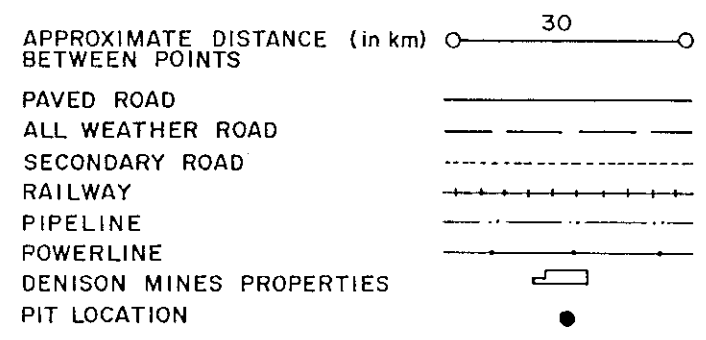 APPROXIMATE DISTANCE (in km) 30
BETWEEN POINTS
PAVED ROAD
ALL WEATHER ROAD
SECONDARY ROAD
RAILWAY
PIPELINE
POWERLINE
DENISON MINES PROPERTIES
PIT LOCATION